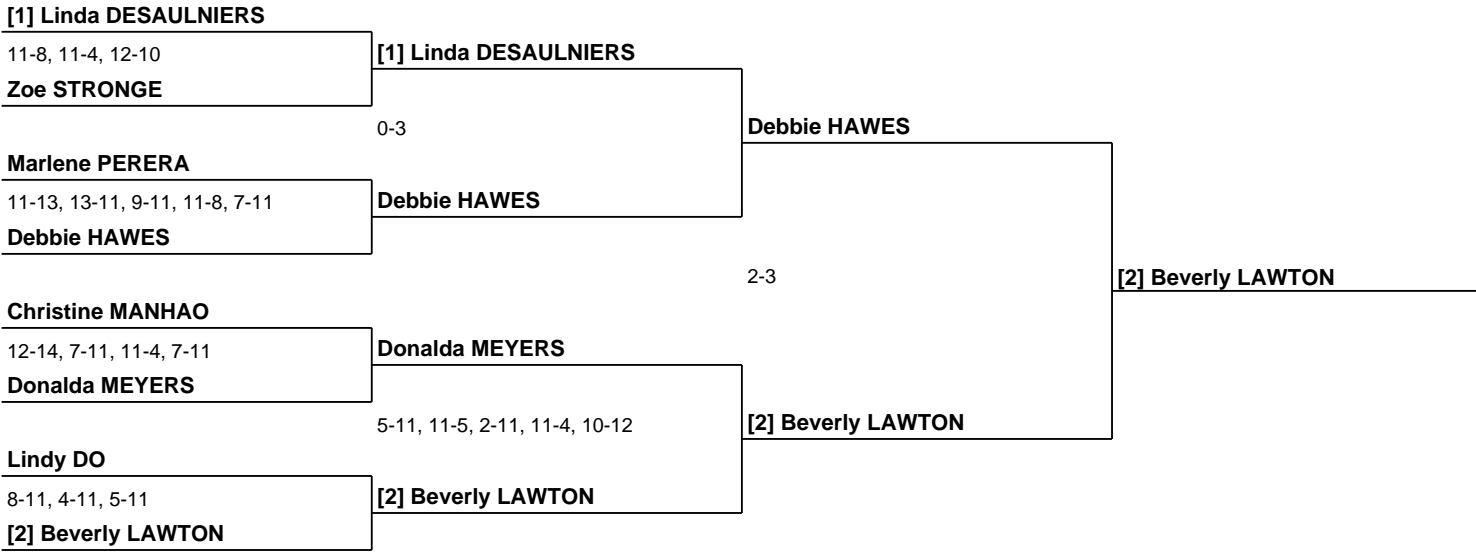 [1] Linda DESAULNIERS
11-8, 11-4, 12-10
[1] Linda DESAULNIERS
Zoe STRONGE
0-3
Debbie HAWES
Marlene PERERA
11-13, 13-11, 9-11, 11-8, 7-11
Debbie HAWES
Debbie HAWES
2-3
[2] Beverly LAWTON
Christine MANHAO
12-14, 7-11, 11-4, 7-11
Donalda MEYERS
Donalda MEYERS
5-11, 11-5, 2-11, 11-4, 10-12
[2] Beverly LAWTON
Lindy DO
8-11, 4-11, 5-11
[2] Beverly LAWTON
[2] Beverly LAWTON